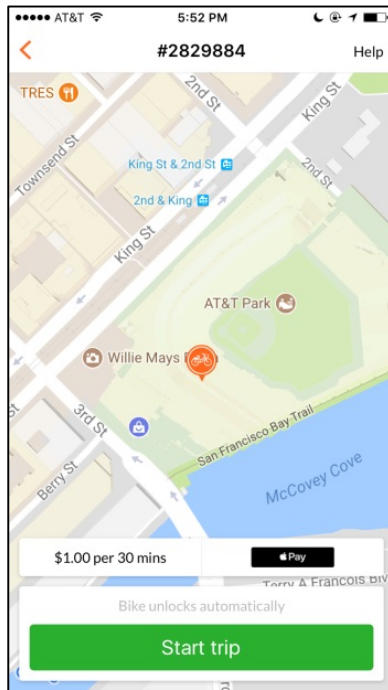 AT&T 5:52 PM
#2829884 Help
TRES
2nd St
King St
Townsend St
King St & 2nd St
2nd St
2nd & King
King St
AT&T Park
Willie Mays
3rd St
San Francisco Bay Trail
Berry St
McCovey Cove
$1.00 per 30 mins Pay
Terry A Francois
Bike unlocks automatically
Start trip